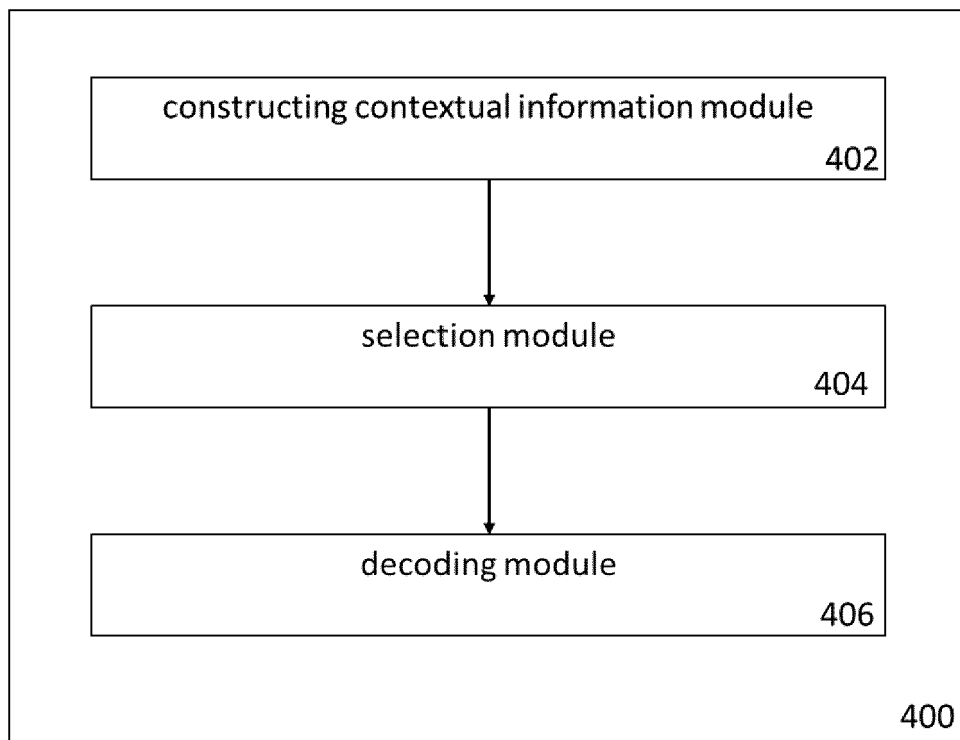 constructing contextual information module
402
selection module
404
decoding module
406
400